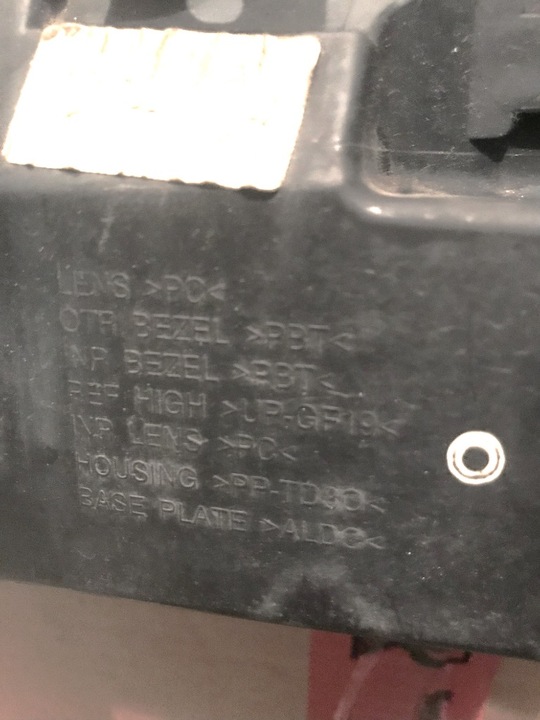 LENS >PC<
OTR BEZEL >PBT<
INR BEZEL >PBT<
REF HIGH >UP-GF19<
INR LENS >PC<
HOUSING >PP-TD30<
BASE PLATE >ALDC<